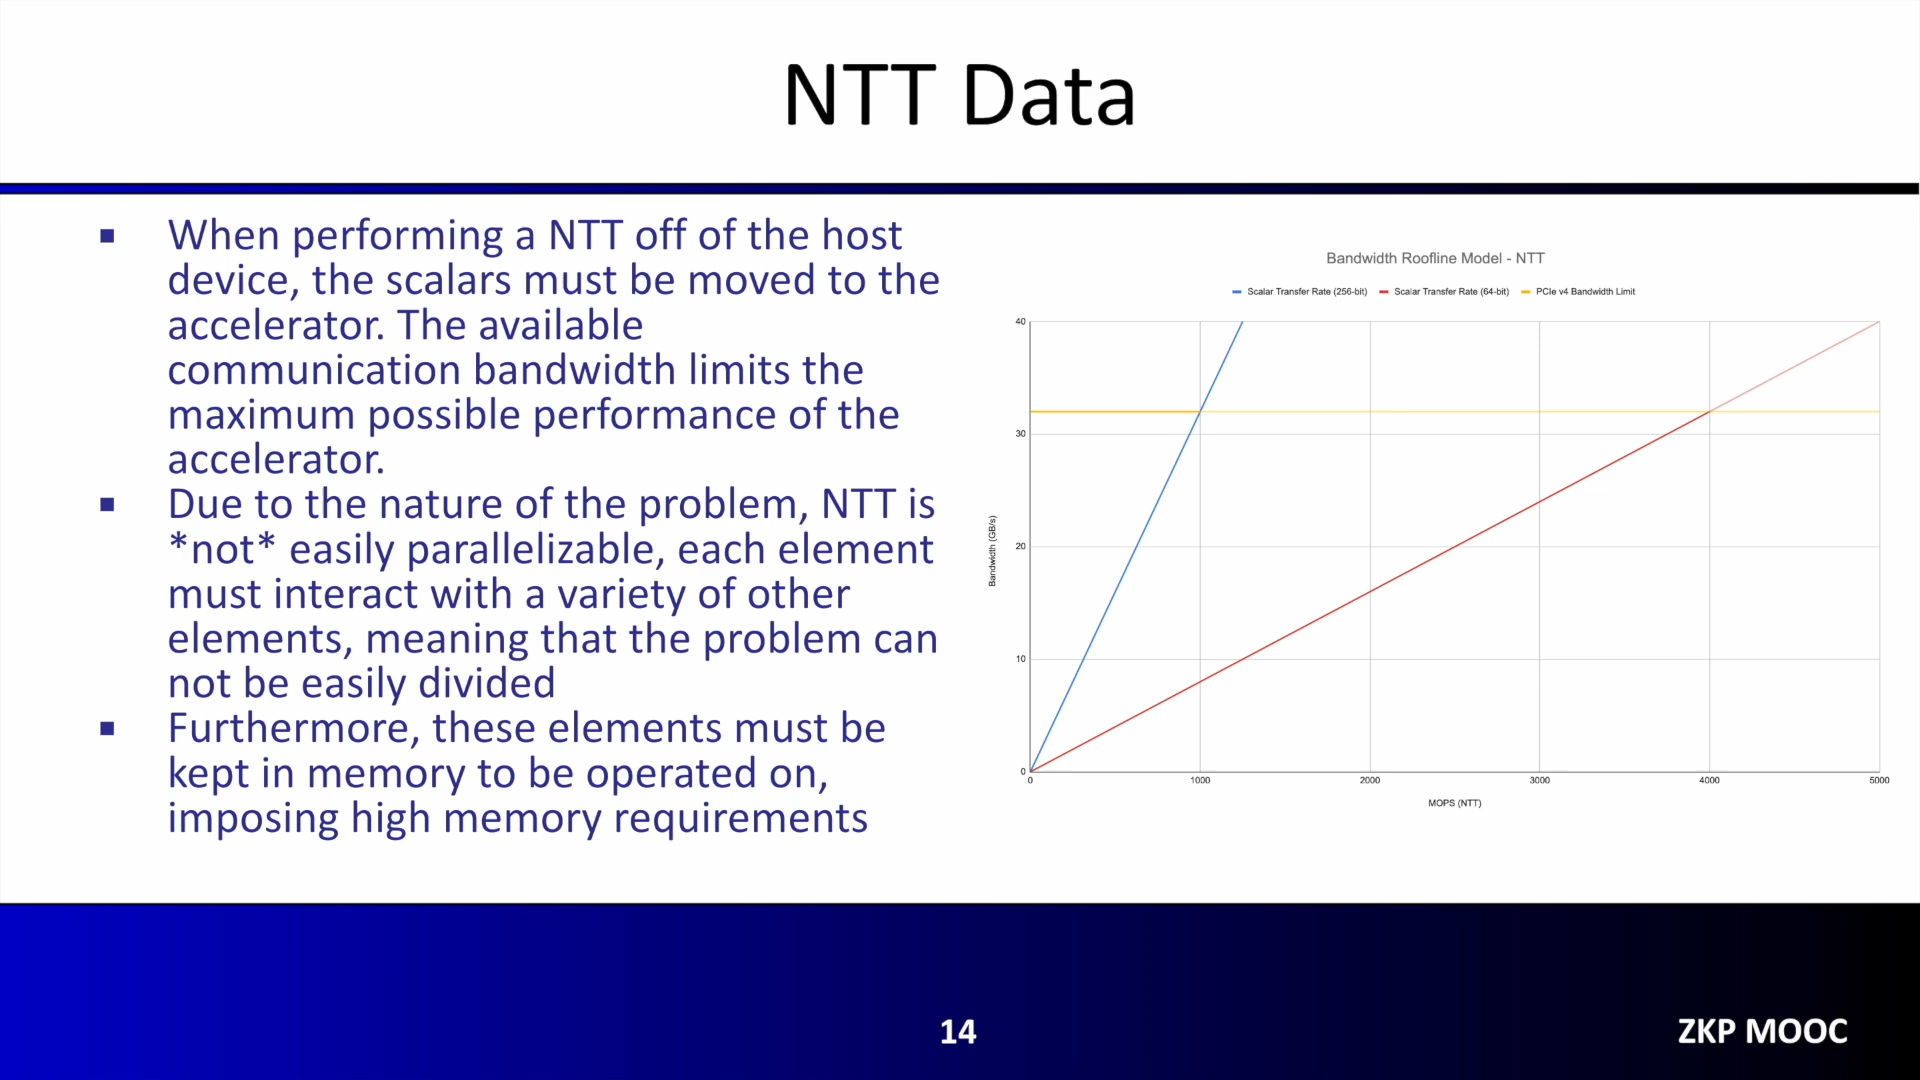 NTT Data
▪ When performing a NTT off of the host
device, the scalars must be moved to the
accelerator. The available
communication bandwidth limits the
maximum possible performance of the
accelerator.
▪ Due to the nature of the problem, NTT is
*not* easily parallelizable, each element
must interact with a variety of other
elements, meaning that the problem can
not be easily divided
▪ Furthermore, these elements must be
kept in memory to be operated on,
imposing high memory requirements
Bandwidth Roofline Model - NTT
Scalar Transfer Rate (256-bit) Scalar Transfer Rate (64-bit) PCIe v4 Bandwidth Limit
40
30
20
10
0
Bandwidth (GB/s)
0 1000 2000 3000 4000 5000
MOPS (NTT)
14
ZKP MOOC